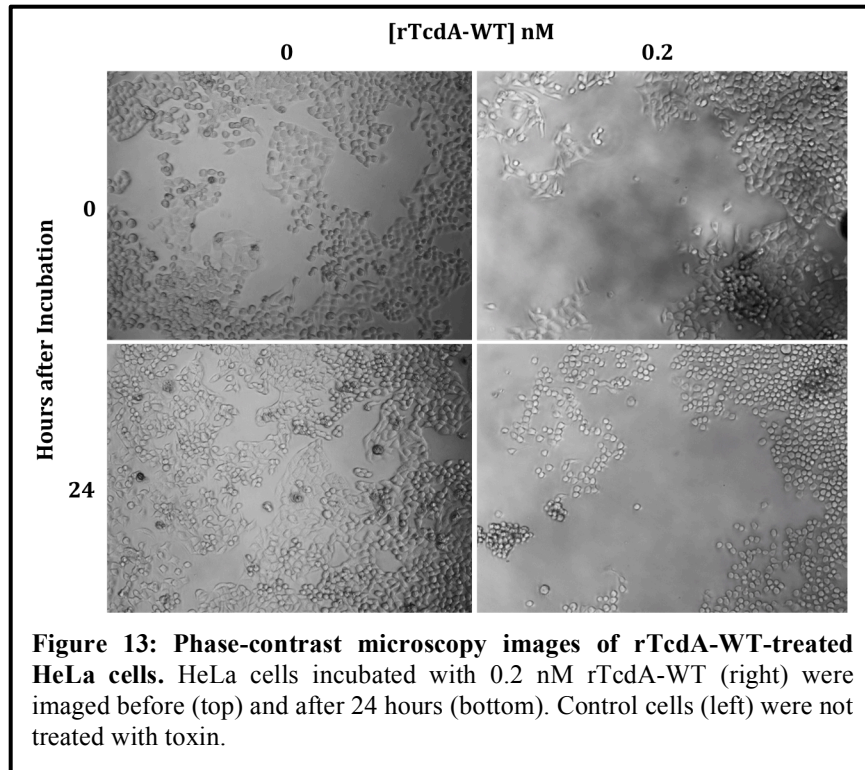 [rTcdA-WT] nM
0
0.2
Hours after Incubation
0
24
Figure 13: Phase-contrast microscopy images of rTcdA-WT-treated
HeLa cells. HeLa cells incubated with 0.2 nM rTcdA-WT (right) were
imaged before (top) and after 24 hours (bottom). Control cells (left) were not
treated with toxin.